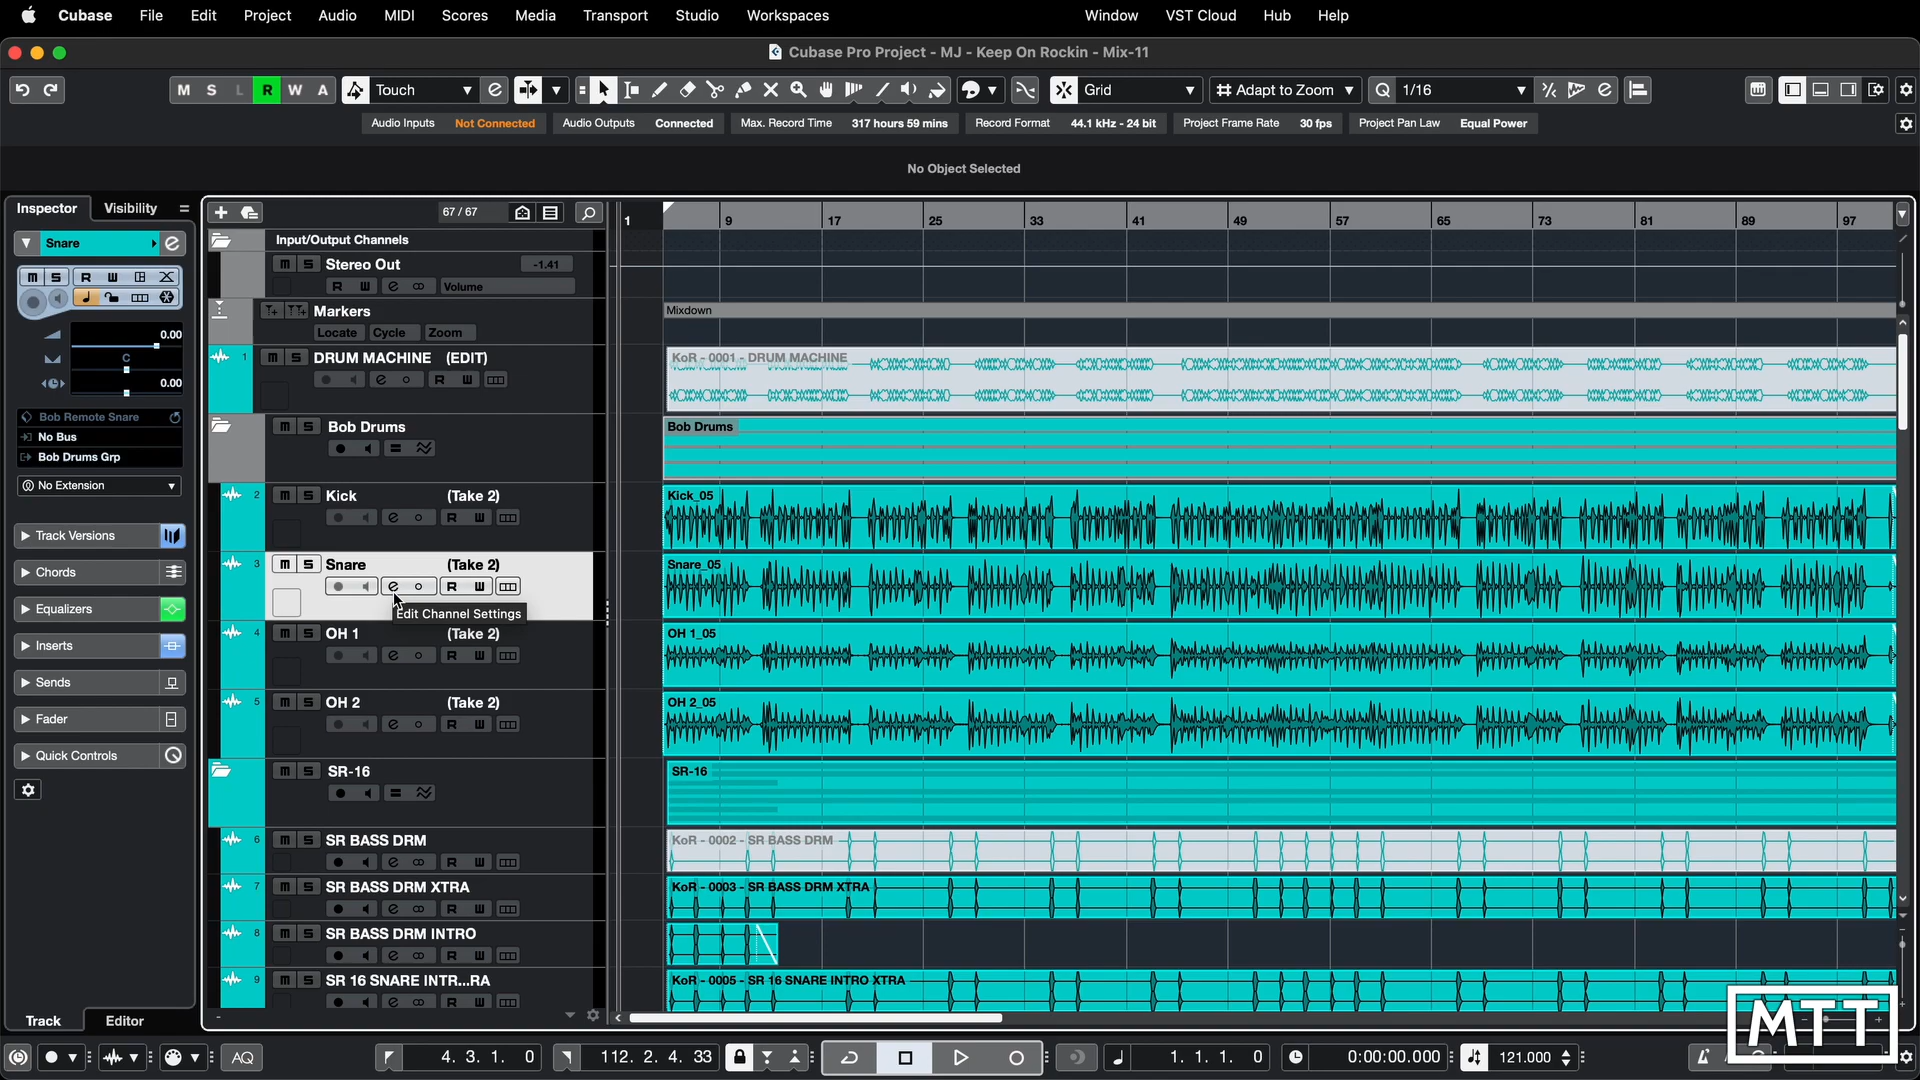 Cubase File Edit Project Audio MIDI Scores Media Transport Studio Workspaces Window VST Cloud Hub Help
Cubase Pro Project - MJ - Keep On Rockin - Mix-11
M S L R W A Touch Grid Adapt to Zoom Q 1/16
Audio Inputs Not Connected Audio Outputs Connected Max. Record Time 317 hours 59 mins Record Format 44.1 kHz - 24 bit Project Frame Rate 30 fps Project Pan Law Equal Power
No Object Selected
Inspector Visibility
Snare
0.00
C
0.00
Bob Remote Snare
No Bus
Bob Drums Grp
No Extension
Track Versions
Chords
Equalizers
Inserts
Sends
Fader
Quick Controls
Track Editor
67 / 67
Input/Output Channels
Stereo Out -1.41
Volume
Markers
Locate Cycle Zoom
1 DRUM MACHINE (EDIT)
Bob Drums
2 Kick (Take 2)
3 Snare (Take 2)
Edit Channel Settings
4 OH 1 (Take 2)
5 OH 2 (Take 2)
SR-16
6 SR BASS DRM
7 SR BASS DRM XTRA
8 SR BASS DRM INTRO
9 SR 16 SNARE INTR...RA
1 9 17 25 33 41 49 57 65 73 81 89 97
Mixdown
KoR - 0001 - DRUM MACHINE
Bob Drums
Kick_05
Snare_05
OH 1_05
OH 2_05
SR-16
KoR - 0002 - SR BASS DRM
KoR - 0003 - SR BASS DRM XTRA
KoR - 0005 - SR 16 SNARE INTRO XTRA
MTT
AQ 4. 3. 1. 0 112. 2. 4. 33 1. 1. 1. 0 0:00:00.000 121.000